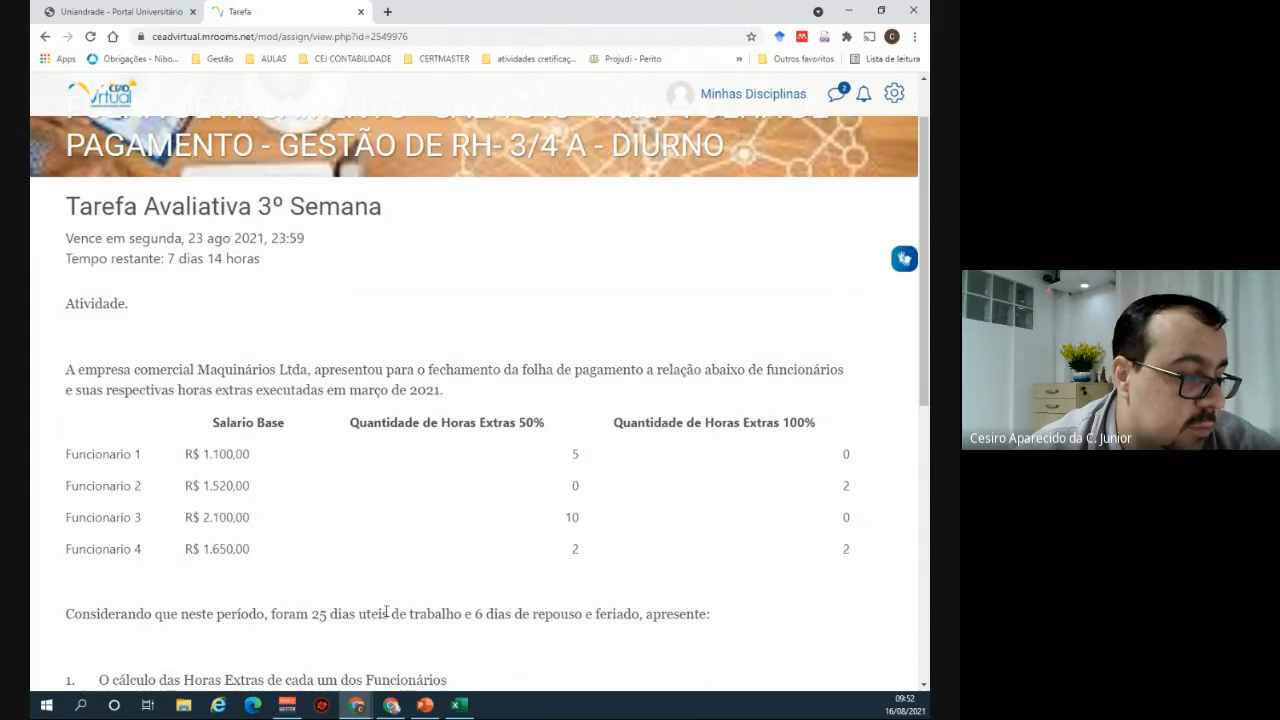 Uniandrade - Portal Universitário
Tarefa
ceadvirtual.mrooms.net/mod/assign/view.php?id=2549976
Apps
Obrigações - Nibo...
Gestão
AULAS
CEI CONTABILIDADE
CERTMASTER
atividades cretificaç...
Projudi - Perito
»
Outros favoritos
Lista de leitura
CEAD
Virtual
Minhas Disciplinas
2
PAGAMENTO - GESTÃO DE RH- 3/4 A - DIURNO
Tarefa Avaliativa 3º Semana
Vence em segunda, 23 ago 2021, 23:59
Tempo restante: 7 dias 14 horas
Atividade.
A empresa comercial Maquinários Ltda, apresentou para o fechamento da folha de pagamento a relação abaixo de funcionários
e suas respectivas horas extras executadas em março de 2021.
Salario Base Quantidade de Horas Extras 50% Quantidade de Horas Extras 100%
Funcionario 1 R$ 1.100,00 5 0
Funcionario 2 R$ 1.520,00 0 2
Funcionario 3 R$ 2.100,00 10 0
Funcionario 4 R$ 1.650,00 2 2
Considerando que neste período, foram 25 dias uteis de trabalho e 6 dias de repouso e feriado, apresente:
1. O cálculo das Horas Extras de cada um dos Funcionários
Cesiro Aparecido da C. Junior
09:52
16/08/2021